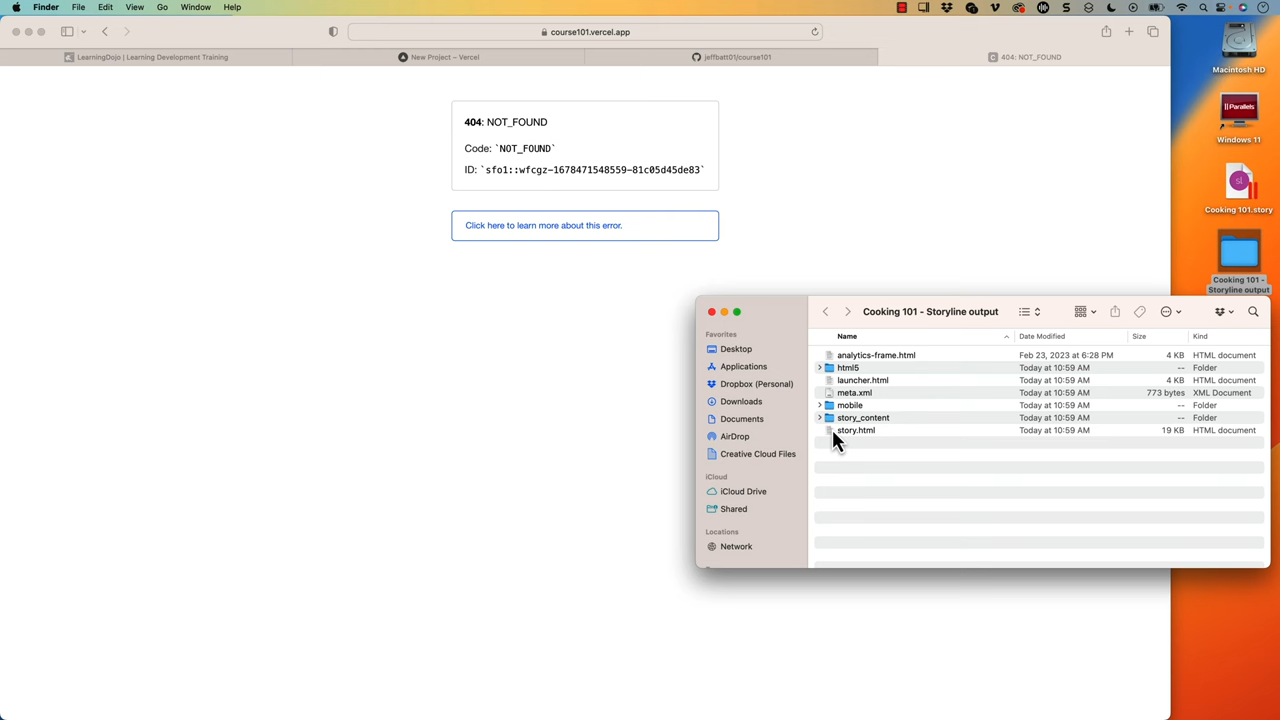 Finder File Edit View Go Window Help
course101.vercel.app
LearningDojo | Learning Development Training
New Project – Vercel
jeffbatt01/course101
404: NOT_FOUND
404: NOT_FOUND
Code: `NOT_FOUND`
ID: `sfo1::wfcgz-1678471548559-81c05d45de83`
Click here to learn more about this error.
Macintosh HD
Parallels
Windows 11
sl
Cooking 101.story
Cooking 101 -
Storyline output
Cooking 101 - Storyline output
Favorites
Desktop
Applications
Dropbox (Personal)
Downloads
Documents
AirDrop
Creative Cloud Files
iCloud
iCloud Drive
Shared
Locations
Network
Name Date Modified Size Kind
analytics-frame.html Feb 23, 2023 at 6:28 PM 4 KB HTML document
html5 Today at 10:59 AM -- Folder
launcher.html Today at 10:59 AM 4 KB HTML document
meta.xml Today at 10:59 AM 773 bytes XML Document
mobile Today at 10:59 AM -- Folder
story_content Today at 10:59 AM -- Folder
story.html Today at 10:59 AM 19 KB HTML document